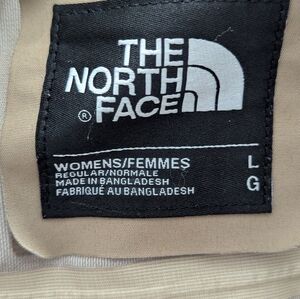 THE
NORTH
® FACE
WOMENS/FEMMES L
REGULAR/NORMALE G
MADE IN BANGLADESH
FABRIQUÉ AU BANGLADESH